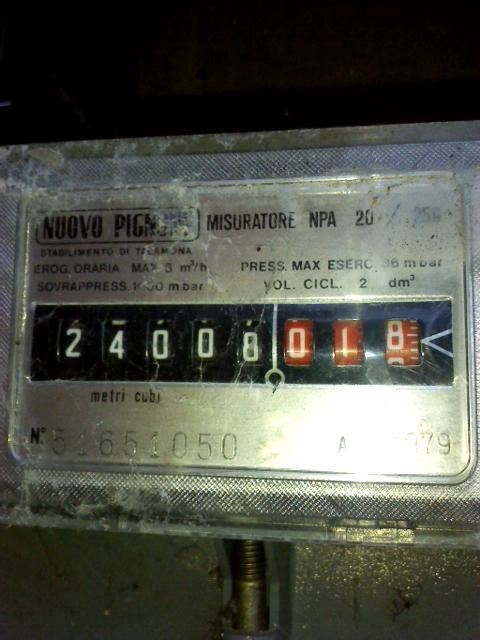 NUOVO PIGNONE MISURATORE NPA 20
STABILIMENTO DI TALAMONA
EROG. ORARIA MAX 3 m³/h PRESS. MAX ESERC. 36 mbar
SOVRAPPRESS. 1000 mbar VOL. CICL. 2 dm³
24008 018
metri cubi
N° 51651050 A